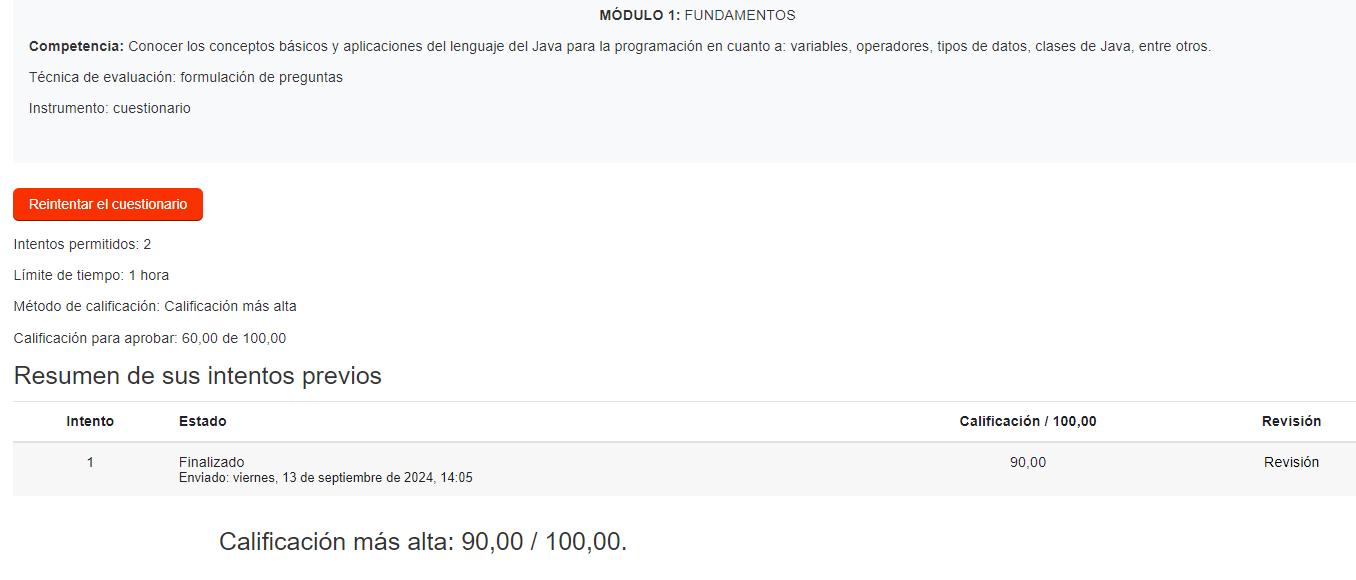 MÓDULO 1: FUNDAMENTOS
Competencia: Conocer los conceptos básicos y aplicaciones del lenguaje del Java para la programación en cuanto a: variables, operadores, tipos de datos, clases de Java, entre otros.
Técnica de evaluación: formulación de preguntas
Instrumento: cuestionario
Reintentar el cuestionario
Intentos permitidos: 2
Límite de tiempo: 1 hora
Método de calificación: Calificación más alta
Calificación para aprobar: 60,00 de 100,00
Resumen de sus intentos previos
Intento Estado Calificación / 100,00 Revisión
1 Finalizado 90,00 Revisión
Enviado: viernes, 13 de septiembre de 2024, 14:05
Calificación más alta: 90,00 / 100,00.